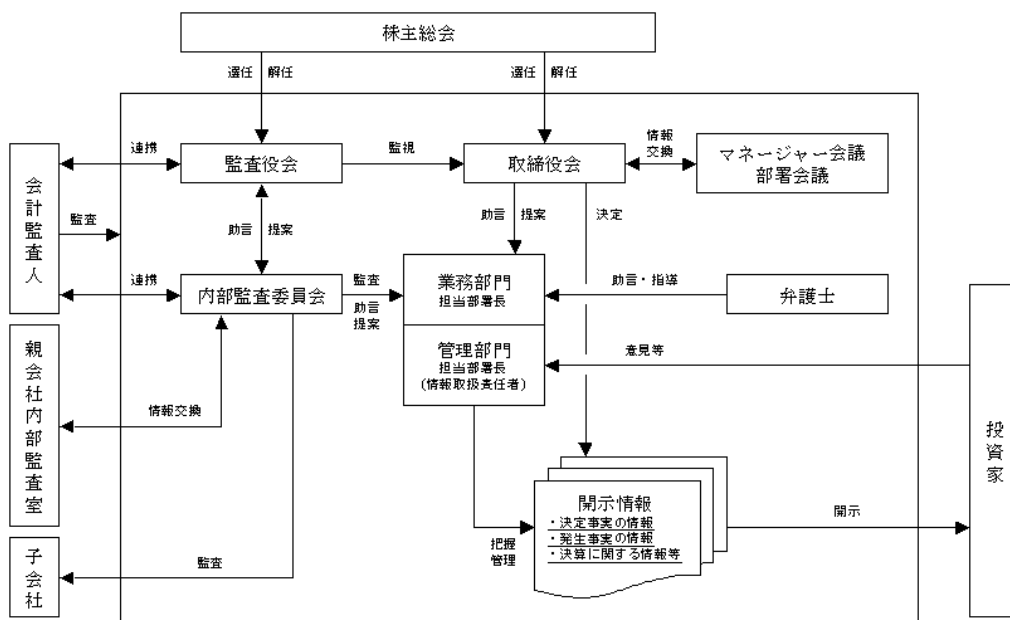 株主総会
選任 解任
選任 解任
連携
監査役会
監視
取締役会
情報
交換
マネージャー会議
部署会議
会計監査人
監査
助言 提案
助言 提案
決定
連携
内部監査委員会
監査
助言
提案
業務部門
担当部署長
助言・指導
弁護士
管理部門
担当部署長
(情報取扱責任者)
意見等
投資家
親会社内部監査室
情報交換
開示情報
・決定事実の情報
・発生事実の情報
・決算に関する情報等
把握
管理
開示
子会社
監査